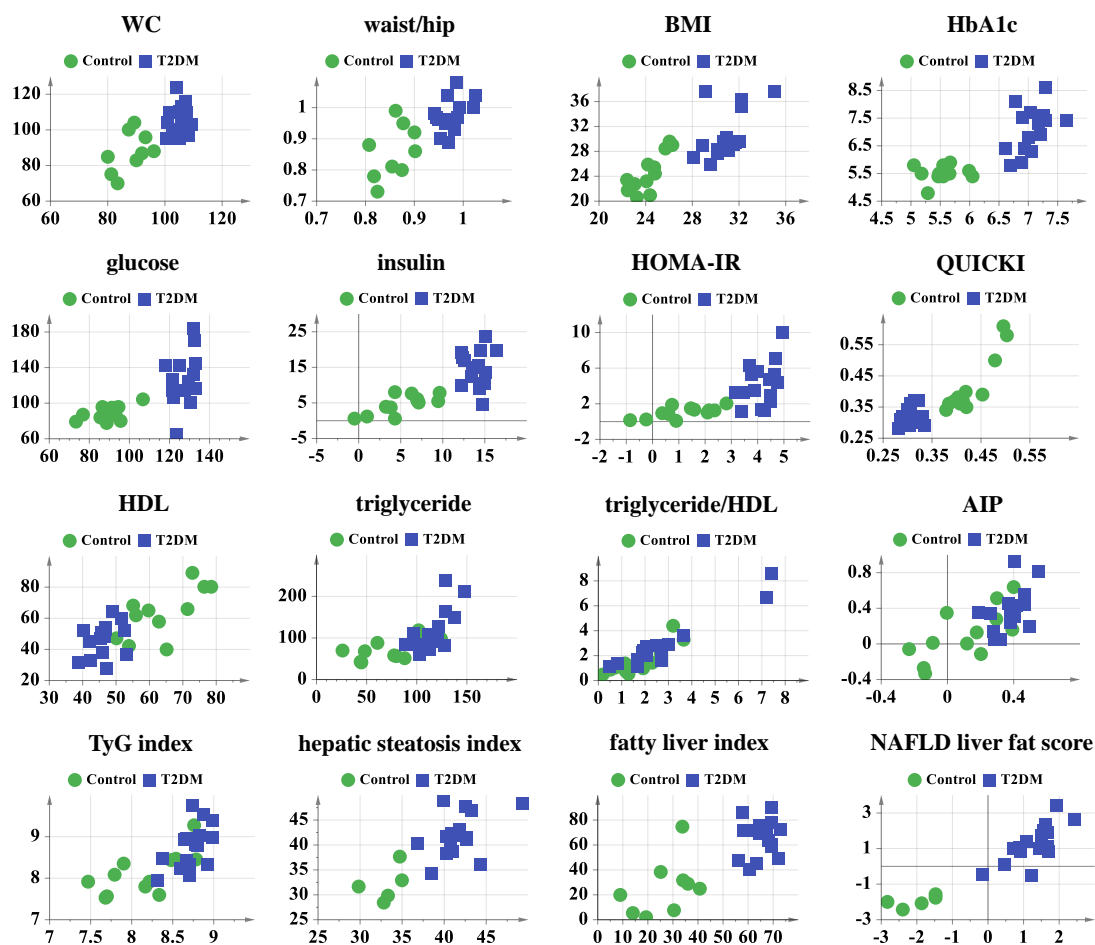 WC
waist/hip
BMI
HbA1c
Control T2DM
Control T2DM
Control T2DM
Control T2DM
120
100
80
60
60 80 100 120
1
0.9
0.8
0.7
0.7 0.8 0.9 1
36
32
28
24
20
20 24 28 32 36
8.5
7.5
6.5
5.5
4.5
4.5 5 5.5 6 6.5 7 7.5
glucose
insulin
HOMA-IR
QUICKI
Control T2DM
Control T2DM
Control T2DM
Control T2DM
180
140
100
60
60 80 100 120 140
25
15
5
-5
-5 0 5 10 15
10
8
6
4
2
0
-2
-2 -1 0 1 2 3 4 5
0.55
0.45
0.35
0.25
0.25 0.35 0.45 0.55
HDL
triglyceride
triglyceride/HDL
AIP
Control T2DM
Control T2DM
Control T2DM
Control T2DM
80
60
40
20
30 40 50 60 70 80
200
100
0
0 50 100 150
8
6
4
2
0
0 1 2 3 4 5 6 7 8
0.8
0.4
0
-0.4
-0.4 0 0.4
TyG index
hepatic steatosis index
fatty liver index
NAFLD liver fat score
Control T2DM
Control T2DM
Control T2DM
Control T2DM
9
8
7
7 7.5 8 8.5 9
45
40
35
30
25
25 30 35 40 45
80
60
40
20
0
0 10 20 30 40 50 60 70
3
1
-1
-3
-3 -2 -1 0 1 2